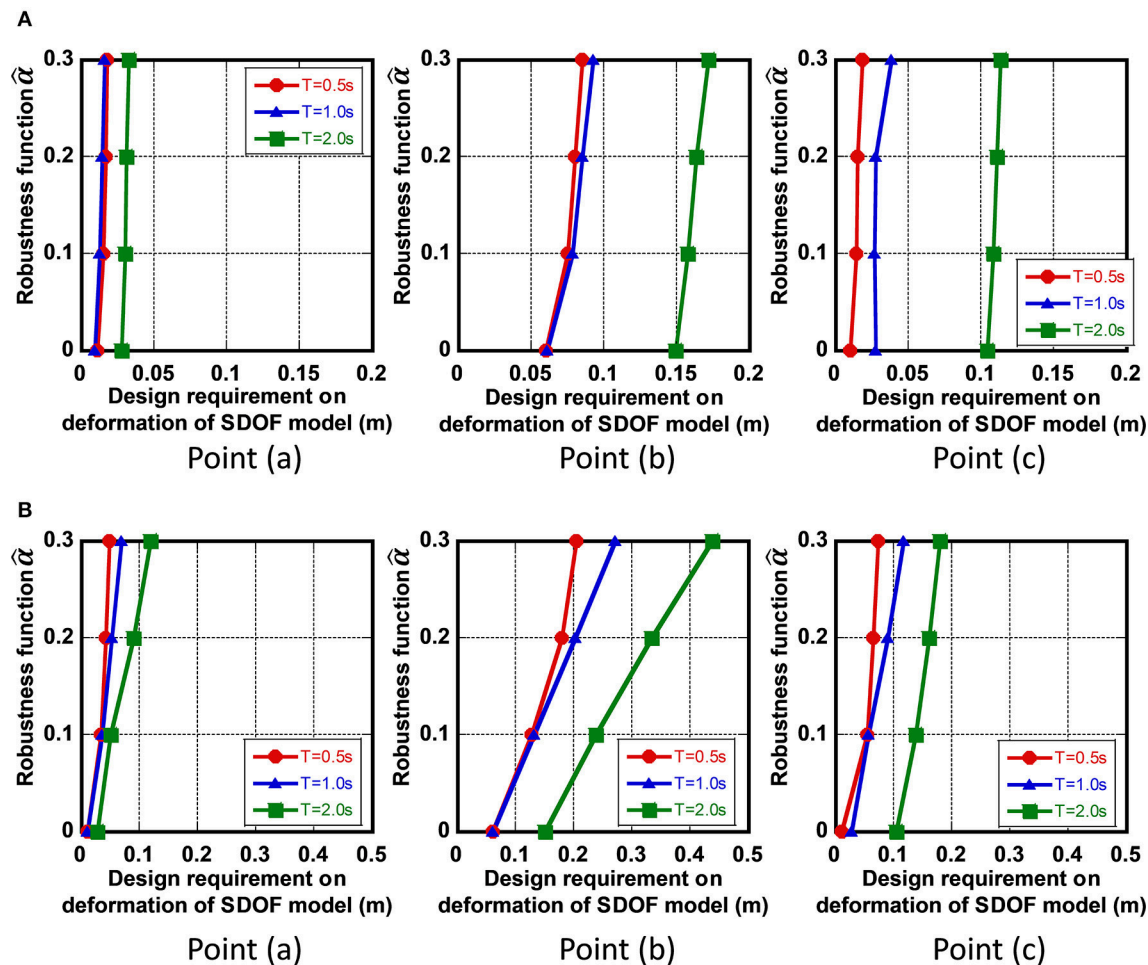 A
Robustness function α̂
0.3
0.2
0.1
0
T=0.5s
T=1.0s
T=2.0s
0 0.05 0.1 0.15 0.2
Design requirement on
deformation of SDOF model (m)
Point (a)
Robustness function α̂
0.3
0.2
0.1
0
0 0.05 0.1 0.15 0.2
Design requirement on
deformation of SDOF model (m)
Point (b)
Robustness function α̂
0.3
0.2
0.1
0
T=0.5s
T=1.0s
T=2.0s
0 0.05 0.1 0.15 0.2
Design requirement on
deformation of SDOF model (m)
Point (c)
B
Robustness function α̂
0.3
0.2
0.1
0
T=0.5s
T=1.0s
T=2.0s
0 0.1 0.2 0.3 0.4 0.5
Design requirement on
deformation of SDOF model (m)
Point (a)
Robustness function α̂
0.3
0.2
0.1
0
T=0.5s
T=1.0s
T=2.0s
0 0.1 0.2 0.3 0.4 0.5
Design requirement on
deformation of SDOF model (m)
Point (b)
Robustness function α̂
0.3
0.2
0.1
0
T=0.5s
T=1.0s
T=2.0s
0 0.1 0.2 0.3 0.4 0.5
Design requirement on
deformation of SDOF model (m)
Point (c)